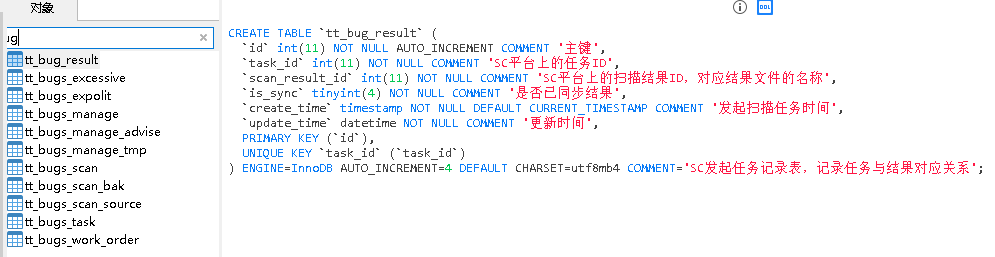 对象
ug
tt_bug_result
tt_bugs_excessive
tt_bugs_expolit
tt_bugs_manage
tt_bugs_manage_advise
tt_bugs_manage_tmp
tt_bugs_scan
tt_bugs_scan_bak
tt_bugs_scan_source
tt_bugs_task
tt_bugs_work_order
DDL
CREATE TABLE `tt_bug_result` (
`id` int(11) NOT NULL AUTO_INCREMENT COMMENT '主键',
`task_id` int(11) NOT NULL COMMENT 'SC平台上的任务ID',
`scan_result_id` int(11) NOT NULL COMMENT 'SC平台上的扫描结果ID，对应结果文件的名称',
`is_sync` tinyint(4) NOT NULL COMMENT '是否已同步结果',
`create_time` timestamp NOT NULL DEFAULT CURRENT_TIMESTAMP COMMENT '发起扫描任务时间',
`update_time` datetime NOT NULL COMMENT '更新时间',
PRIMARY KEY (`id`),
UNIQUE KEY `task_id` (`task_id`)
) ENGINE=InnoDB AUTO_INCREMENT=4 DEFAULT CHARSET=utf8mb4 COMMENT='SC发起任务记录表，记录任务与结果对应关系';